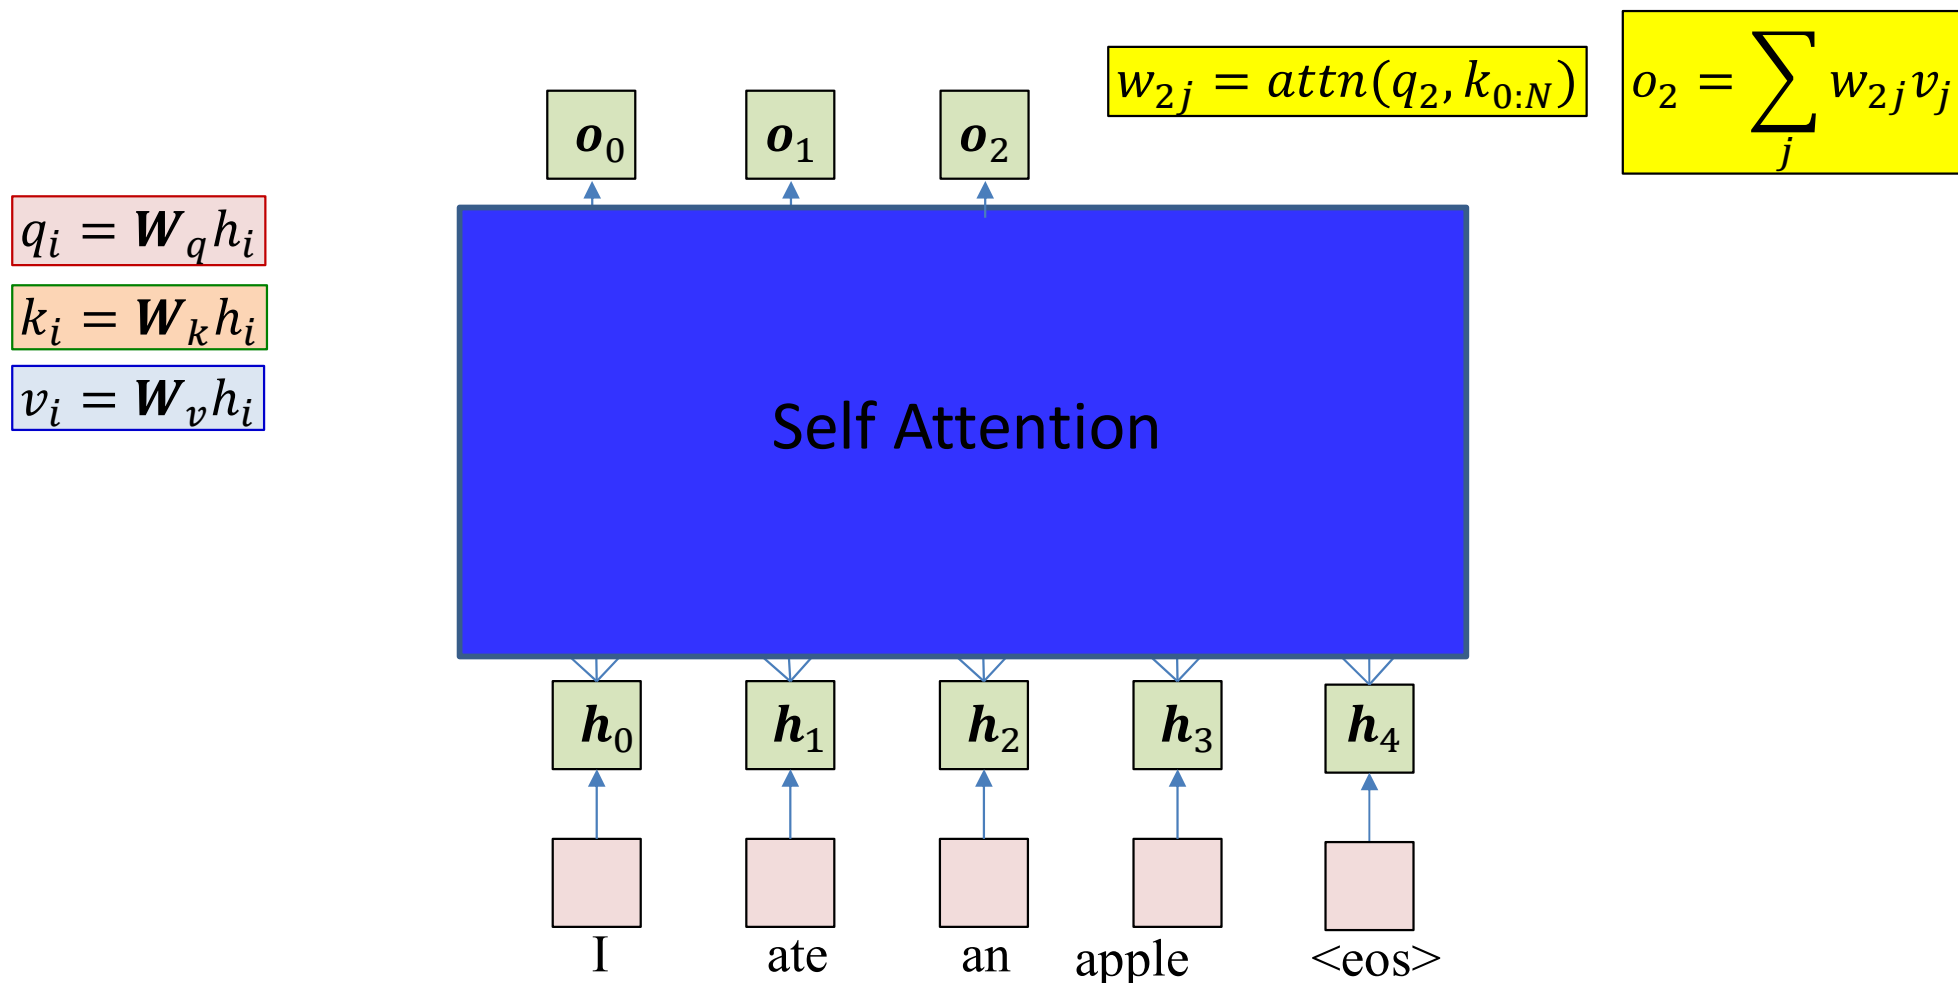 w_{2j} = attn(q_2, k_{0:N})
o_2 = \sum_j w_{2j} v_j
o_0 o_1 o_2
q_i = W_q h_i
k_i = W_k h_i
v_i = W_v h_i
Self Attention
h_0 h_1 h_2 h_3 h_4
I ate an apple <eos>